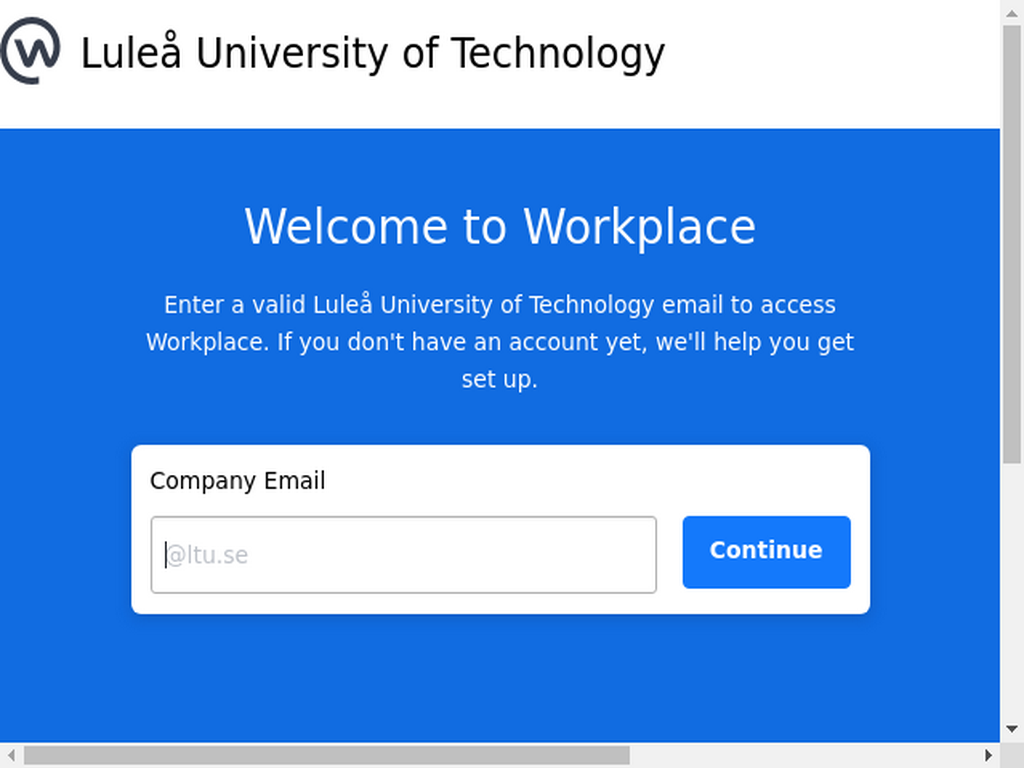 Luleå University of Technology
Welcome to Workplace
Enter a valid Luleå University of Technology email to access
Workplace. If you don't have an account yet, we'll help you get
set up.
Company Email
@ltu.se
Continue